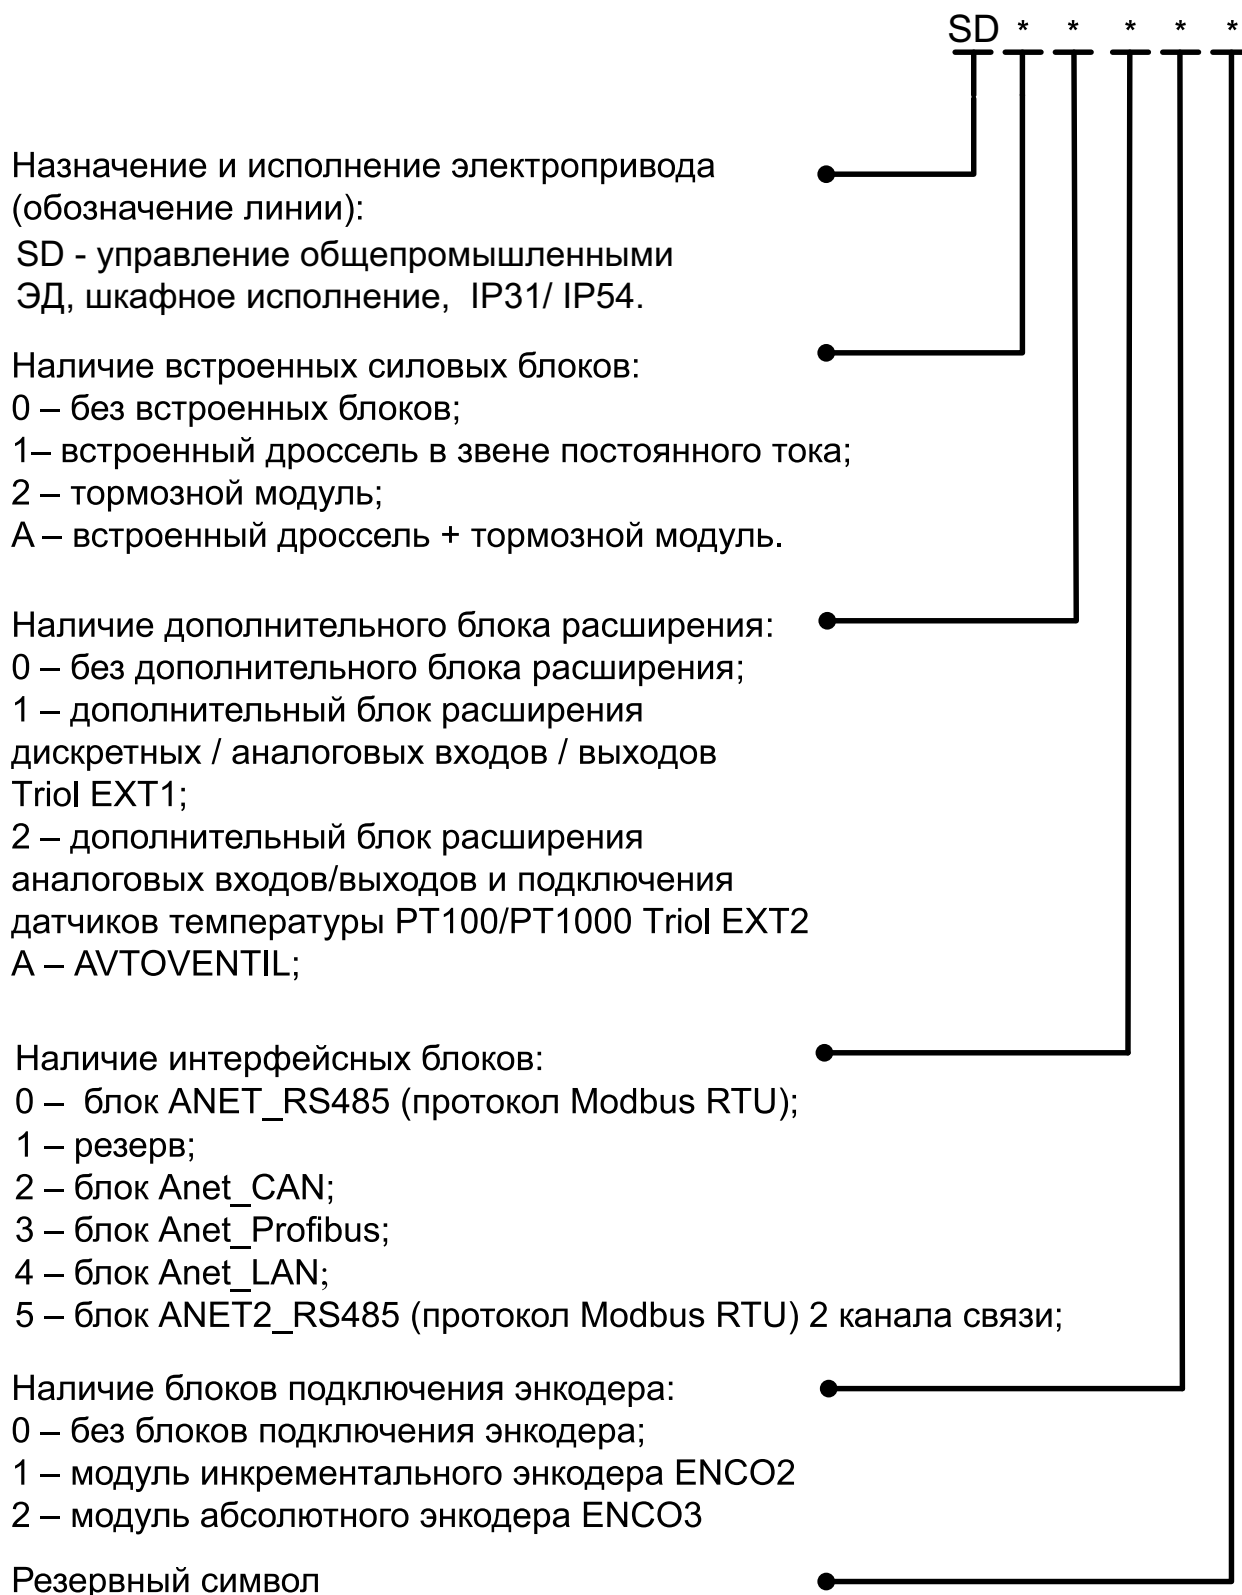 SD * * * * *
Назначение и исполнение электропривода
(обозначение линии):
SD - управление общепромышленными
ЭД, шкафное исполнение, IP31/ IP54.
Наличие встроенных силовых блоков:
0 – без встроенных блоков;
1– встроенный дроссель в звене постоянного тока;
2 – тормозной модуль;
А – встроенный дроссель + тормозной модуль.
Наличие дополнительного блока расширения:
0 – без дополнительного блока расширения;
1 – дополнительный блок расширения
дискретных / аналоговых входов / выходов
Triol EXT1;
2 – дополнительный блок расширения
аналоговых входов/выходов и подключения
датчиков температуры PT100/PT1000 Triol EXT2
A – AVTOVENTIL;
Наличие интерфейсных блоков:
0 – блок ANET_RS485 (протокол Modbus RTU);
1 – резерв;
2 – блок Anet_CAN;
3 – блок Anet_Profibus;
4 – блок Anet_LAN;
5 – блок ANET2_RS485 (протокол Modbus RTU) 2 канала связи;
Наличие блоков подключения энкодера:
0 – без блоков подключения энкодера;
1 – модуль инкрементального энкодера ENCO2
2 – модуль абсолютного энкодера ENCO3
Резервный символ